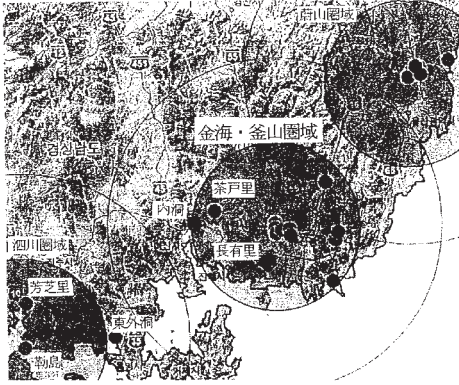 蔚山圏域
金海・釜山圏域
경상남도
茶戸里
内洞
長有里
泗川圏域
芳芝里
東外洞
勒島